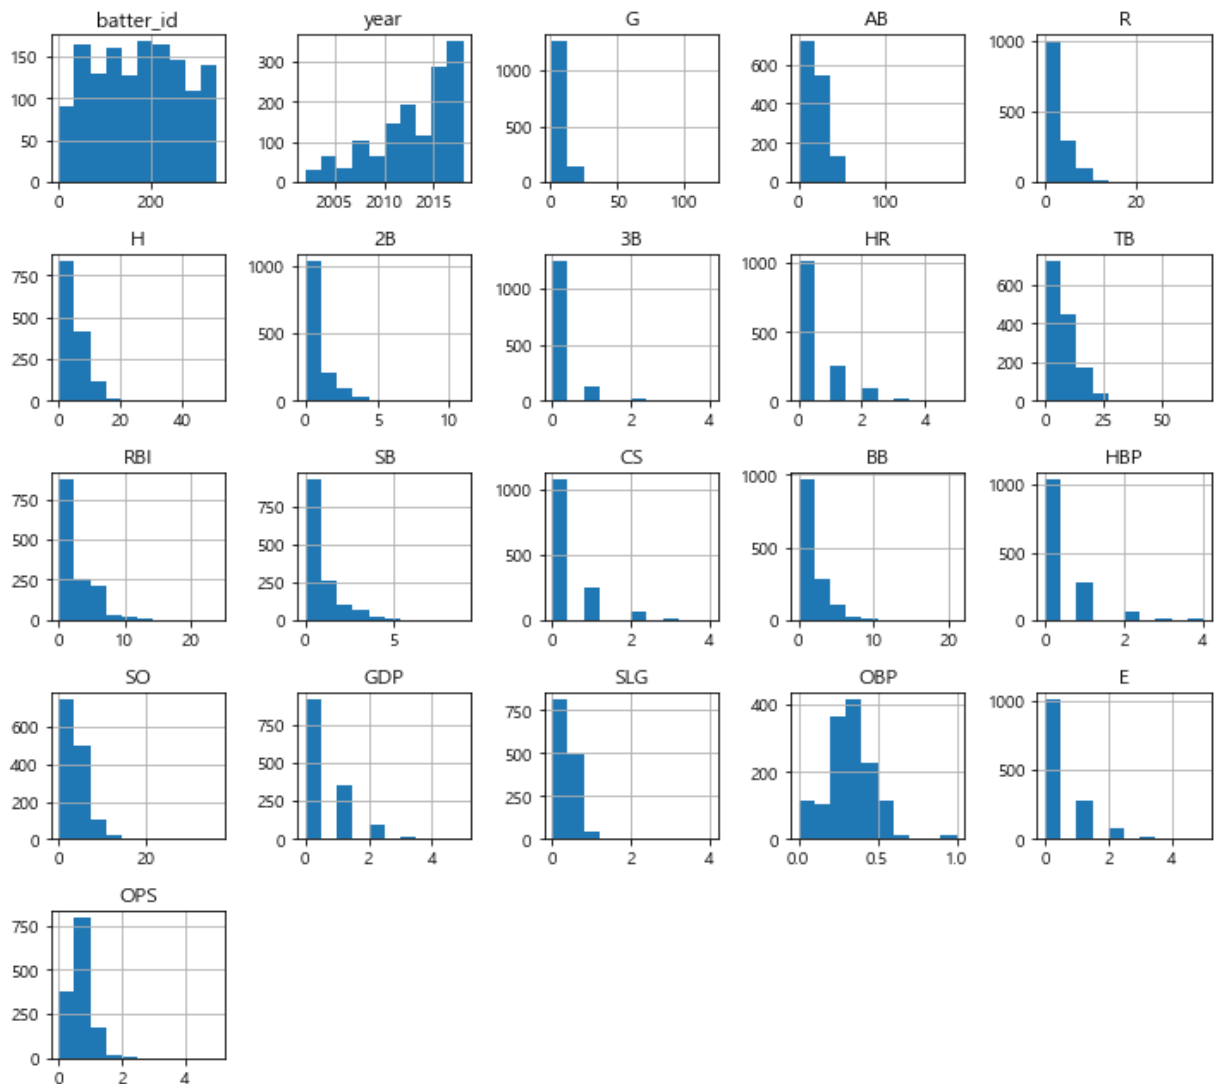 batter_id year G AB R
150 300 1000 600 1000
100 200 400
50 100 500 200 500
0 0 0 0 0
0 200 2005 2010 2015 0 50 100 0 100 0 20
H 2B 3B HR TB
750 1000 1000 1000 600
500 400
250 500 500 500 200
0 0 0 0 0
0 20 40 0 5 10 0 2 4 0 2 4 0 25 50
RBI SB CS BB HBP
750 750 1000 1000 1000
500 500 500 500 500
250 250
0 0 0 0 0
0 10 20 0 5 0 2 4 0 10 20 0 2 4
SO GDP SLG OBP E
600 750 750 400 1000
400 500 500 200 500
200 250 250
0 0 0 0 0
0 20 0 2 4 0 2 4 0.0 0.5 1.0 0 2 4
OPS
750
500
250
0
0 2 4